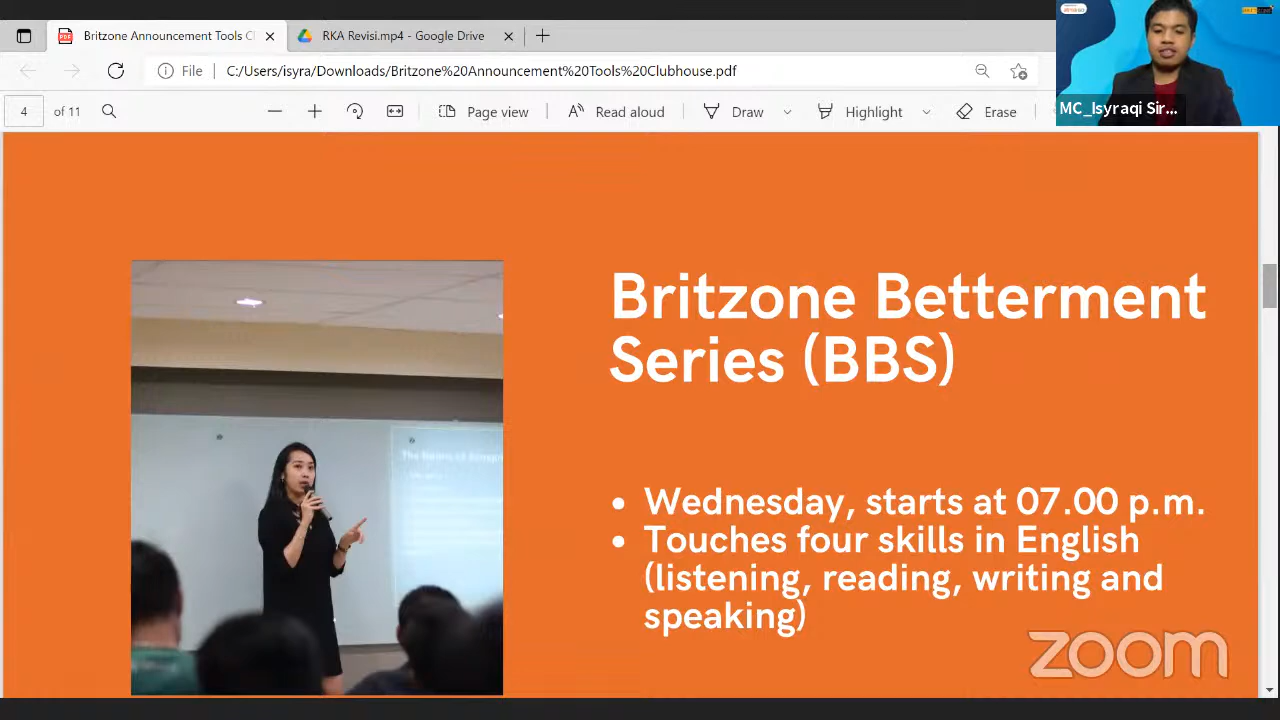 Britzone Announcement Tools Cl
RKA Revisi.mp4 - Google Drive
File
C:/Users/isyra/Downloads/Britzone%20Announcement%20Tools%20Clubhouse.pdf
4 of 11
Page view
Read aloud
Draw
Highlight
Erase
MC_Isyraqi Sir...
Britzone Betterment
Series (BBS)
• Wednesday, starts at 07.00 p.m.
• Touches four skills in English
(listening, reading, writing and
speaking)
zoom